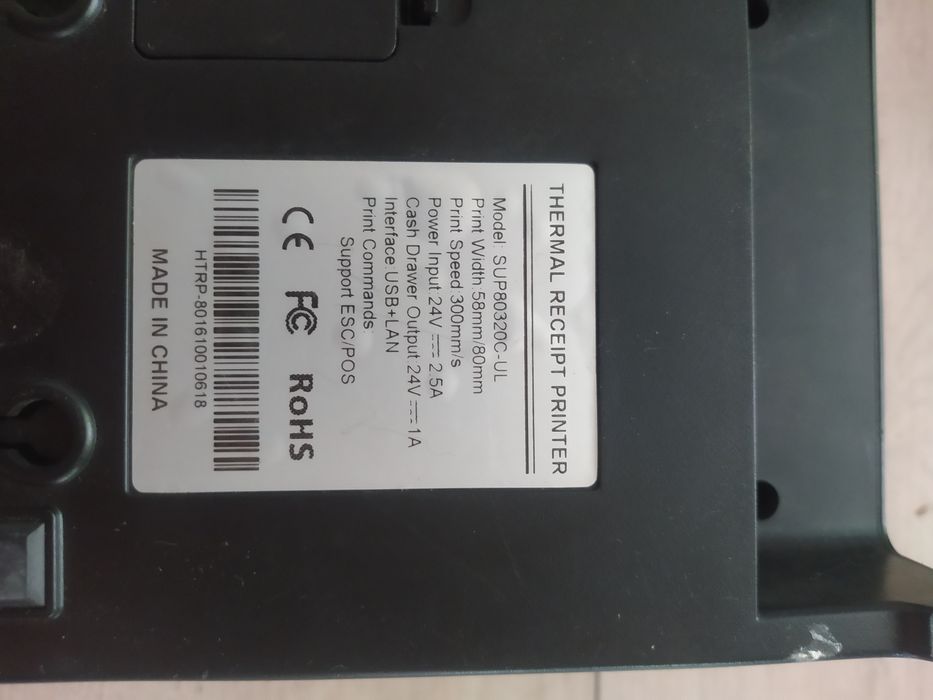 THERMAL RECEIPT PRINTER
Model: SUP80320C-UL
Print Width:58mm/80mm
Print Speed:300mm/s
Power Input:24V⎓2.5A
Cash Drawer Output:24V⎓1A
Interface:USB+LAN
Print Commands:
Support ESC/POS
CE FC RoHS
HTRP-801610010618
MADE IN CHINA